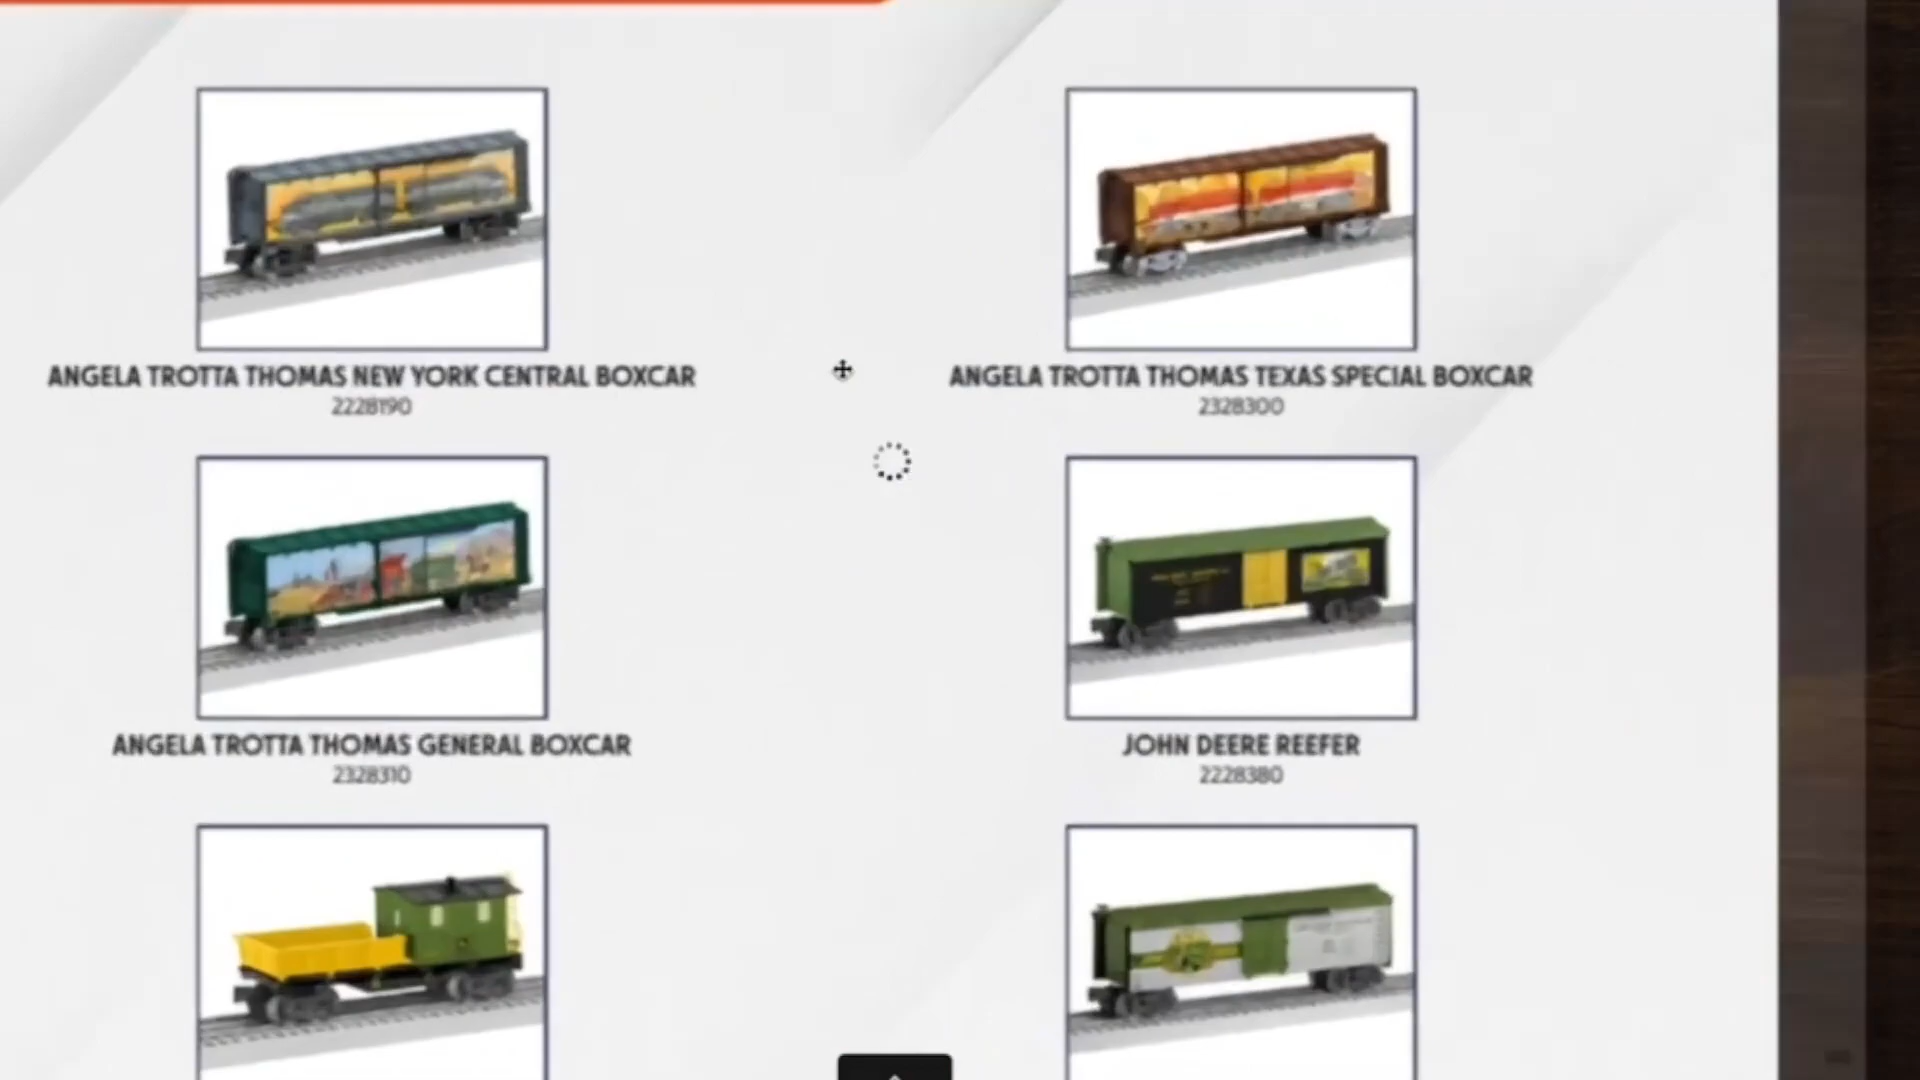 ANGELA TROTTA THOMAS NEW YORK CENTRAL BOXCAR
2228190
ANGELA TROTTA THOMAS TEXAS SPECIAL BOXCAR
2328300
ANGELA TROTTA THOMAS GENERAL BOXCAR
2328310
JOHN DEERE REEFER
2228380